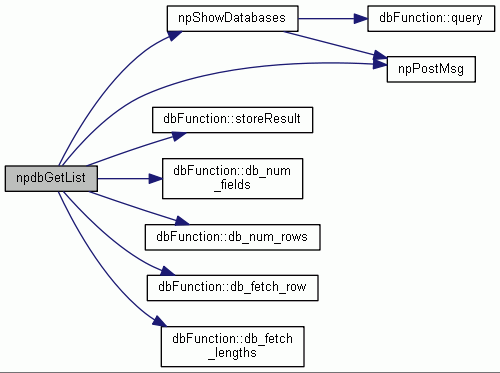 npShowDatabases
dbFunction::query
npPostMsg
dbFunction::storeResult
npdbGetList
dbFunction::db_num
_fields
dbFunction::db_num_rows
dbFunction::db_fetch_row
dbFunction::db_fetch
_lengths